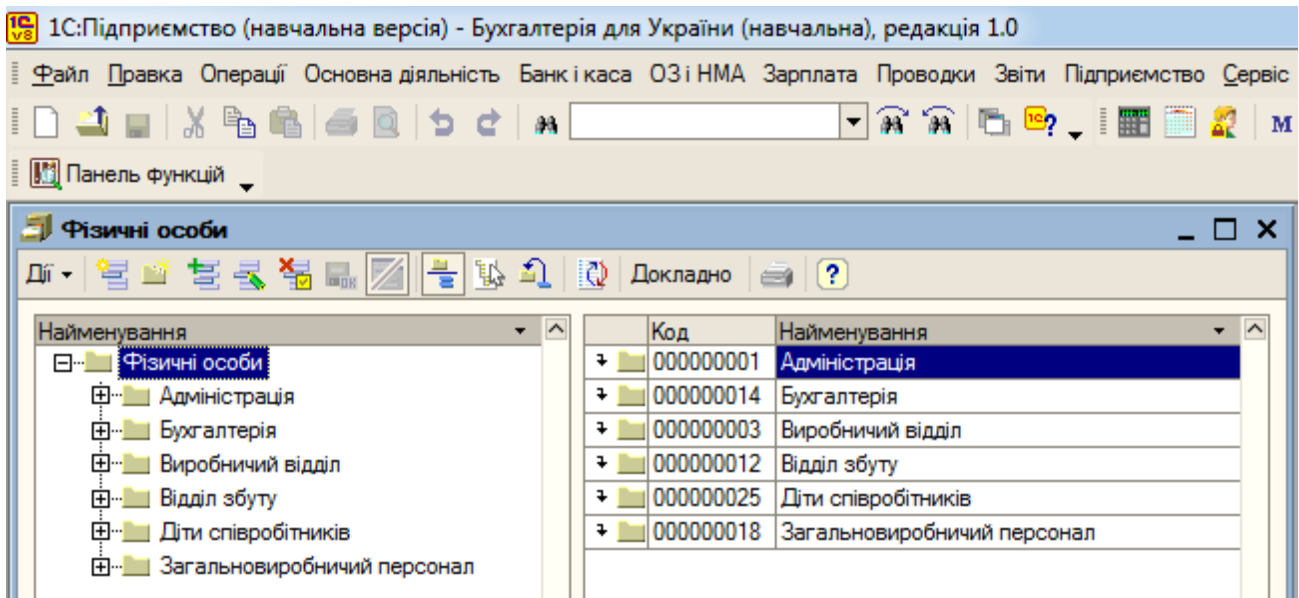 1С:Підприємство (навчальна версія) - Бухгалтерія для України (навчальна), редакція 1.0
Файл Правка Операції Основна діяльність Банк і каса ОЗ і НМА Зарплата Проводки Звіти Підприємство Сервіс
M
Панель функцій
Фізичні особи
Дії Докладно
Найменування Код Найменування
Фізичні особи 000000001 Адміністрація
Адміністрація 000000014 Бухгалтерія
Бухгалтерія 000000003 Виробничий відділ
Виробничий відділ 000000012 Відділ збуту
Відділ збуту 000000025 Діти співробітників
Діти співробітників 000000018 Загальновиробничий персонал
Загальновиробничий персонал